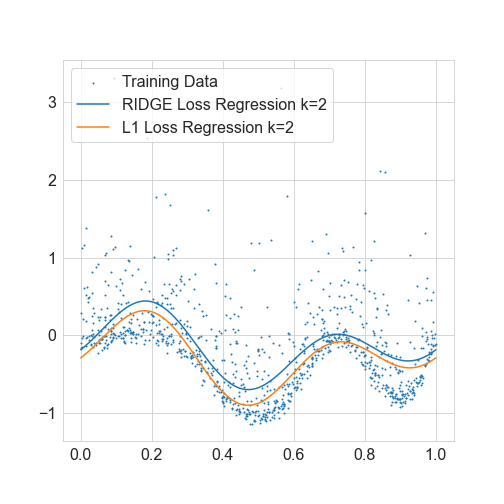 Training Data
RIDGE Loss Regression k=2
L1 Loss Regression k=2
3
2
1
0
−1
0.0 0.2 0.4 0.6 0.8 1.0